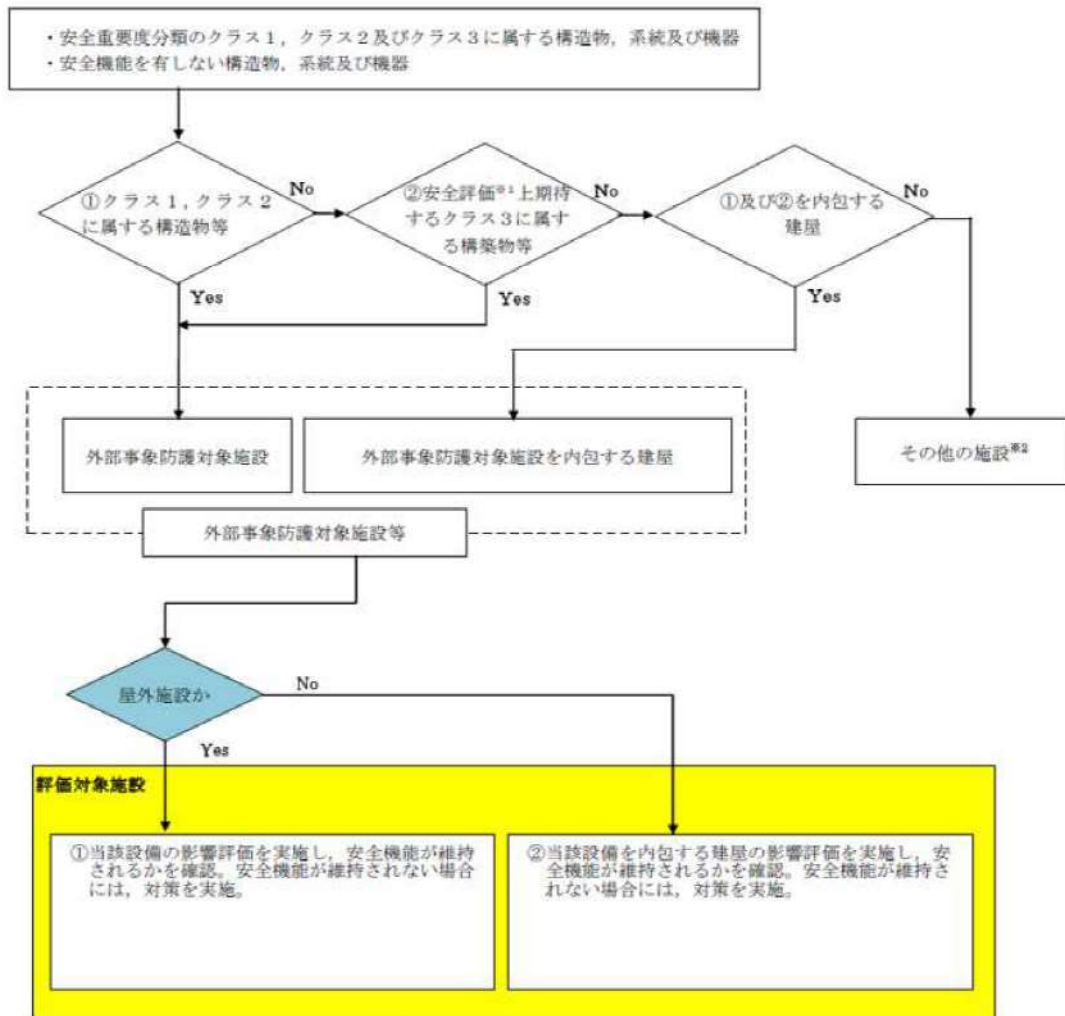 ・安全重要度分類のクラス1，クラス2及びクラス3に属する構造物，系統及び機器
・安全機能を有しない構造物，系統及び機器
①クラス1，クラス2
に属する構造物等
No
②安全評価※1上期待
するクラス3に属す
る構築物等
No
①及び②を内包する
建屋
No
Yes
Yes
Yes
外部事象防護対象施設
外部事象防護対象施設を内包する建屋
その他の施設※2
外部事象防護対象施設等
屋外施設か
No
Yes
評価対象施設
①当該設備の影響評価を実施し，安全機能が維持
されるかを確認。安全機能が維持されない場合
には，対策を実施。
②当該設備を内包する建屋の影響評価を実施し，安
全機能が維持されるかを確認。安全機能が維持さ
れない場合には，対策を実施。